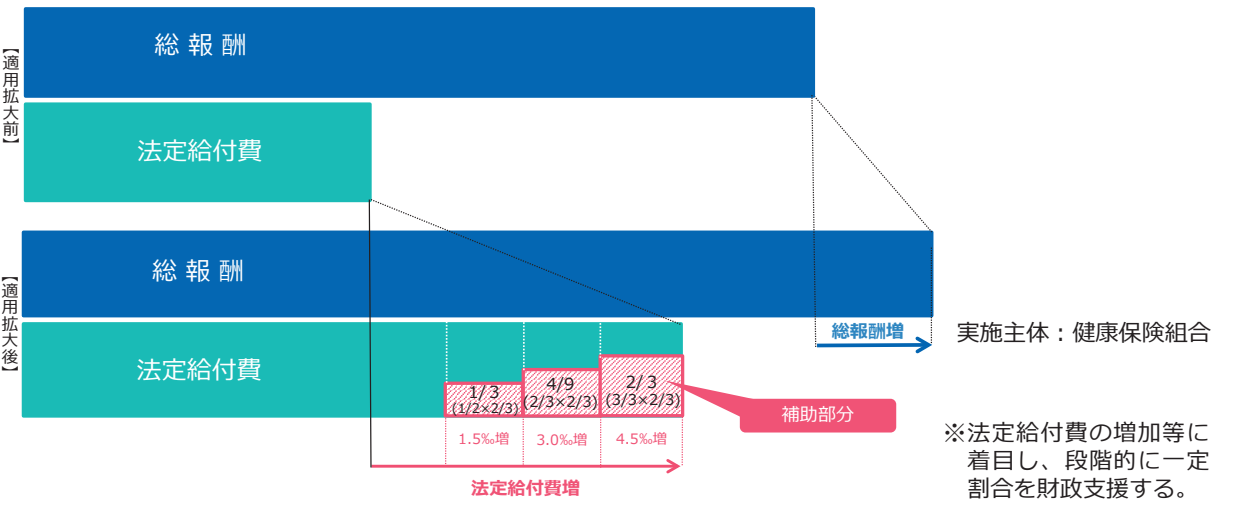 【適用拡大前】
総 報 酬
法定給付費
【適用拡大後】
総 報 酬
総報酬増
法定給付費
1/ 3
(1/2×2/3)
4/9
(2/3×2/3)
2/ 3
(3/3×2/3)
補助部分
1.5‰増
3.0‰増
4.5‰増
法定給付費増
実施主体：健康保険組合
※法定給付費の増加等に
着目し、段階的に一定
割合を財政支援する。